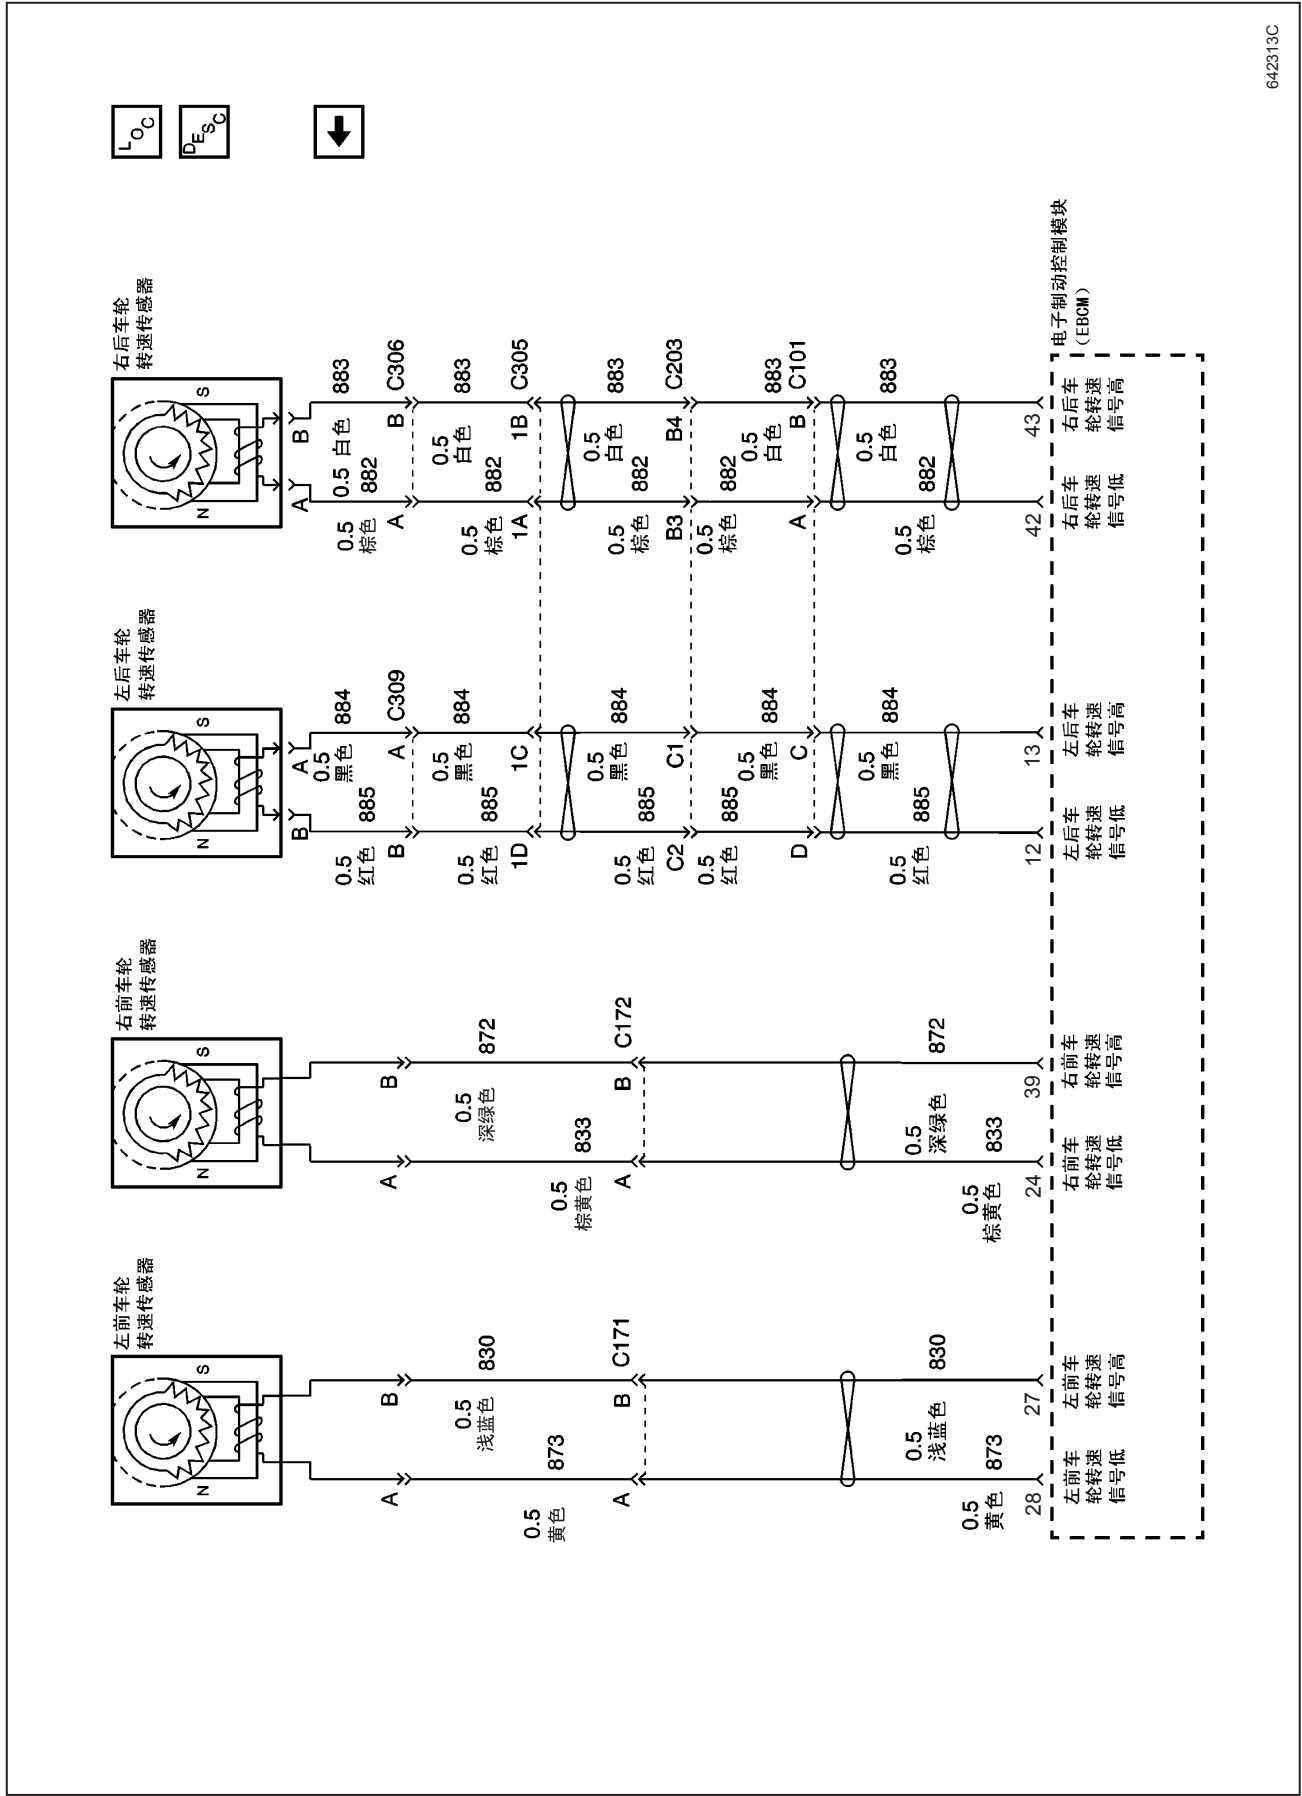 左前车轮
转速传感器
N
S
A
B
830
0.5
浅蓝色
873
0.5
黄色
A
B
C171
830
0.5
浅蓝色
873
0.5
黄色
28
27
左前车
轮转速
信号低
左前车
轮转速
信号高
右前车轮
转速传感器
N
S
A
B
872
0.5
深绿色
833
0.5
棕黄色
A
B
C172
872
0.5
深绿色
833
0.5
棕黄色
24
39
右前车
轮转速
信号低
右前车
轮转速
信号高
左后车轮
转速传感器
N
S
B
A
884
0.5
黑色
885
0.5
红色
B
A
C309
884
0.5
黑色
885
0.5
红色
1D
1C
884
0.5
黑色
885
0.5
红色
C2
C1
884
0.5
黑色
885
0.5
红色
D
C
884
0.5
黑色
885
0.5
红色
12
13
左后车
轮转速
信号低
左后车
轮转速
信号高
右后车轮
转速传感器
N
S
A
B
883
0.5 白色
882
0.5
棕色
A
B
C306
883
0.5
白色
882
0.5
棕色
1A
1B
C305
883
0.5
白色
882
0.5
棕色
B3
B4
C203
883
0.5
白色
882
0.5
棕色
A
B
C101
883
0.5
白色
882
0.5
棕色
42
43
右后车
轮转速
信号低
右后车
轮转速
信号高
电子制动控制模块
（EBCM）
LOC
DESC
642313C